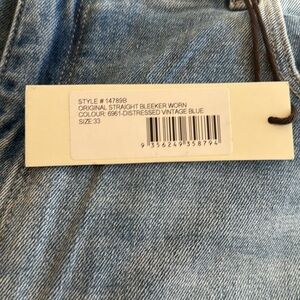 STYLE # 14789B
ORIGINAL STRAIGHT BLEEKER WORN
COLOUR: 6961-DISTRESSED VINTAGE BLUE
SIZE:33
9 356249 358794